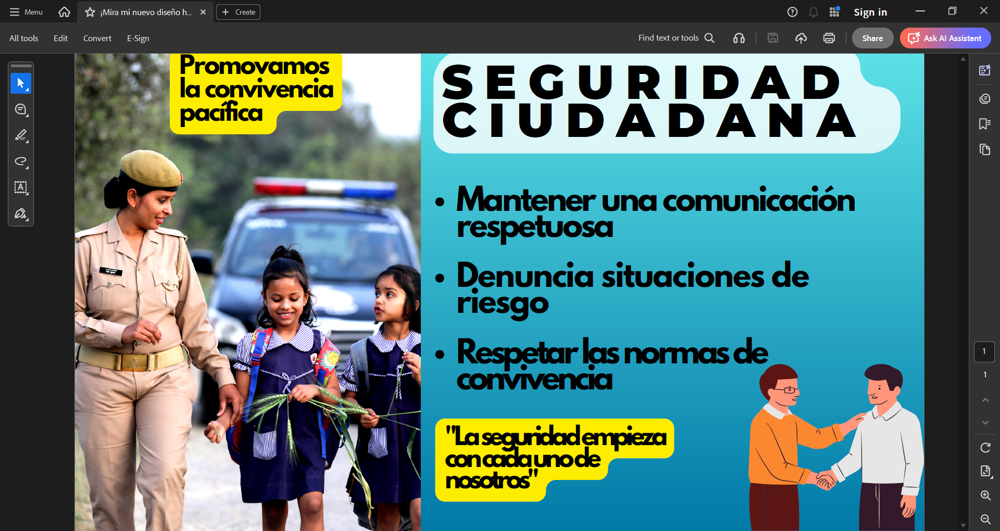 Menu
¡Mira mi nuevo diseño h...
Create
Sign in
All tools
Edit
Convert
E-Sign
Find text or tools
Share
Ask AI Assistant
Promovamos
la convivencia
pacífica
SEGURIDAD
CIUDADANA
• Mantener una comunicación
respetuosa
• Denuncia situaciones de
riesgo
• Respetar las normas de
convivencia
"La seguridad empieza
con cada uno de
nosotros"
1
1